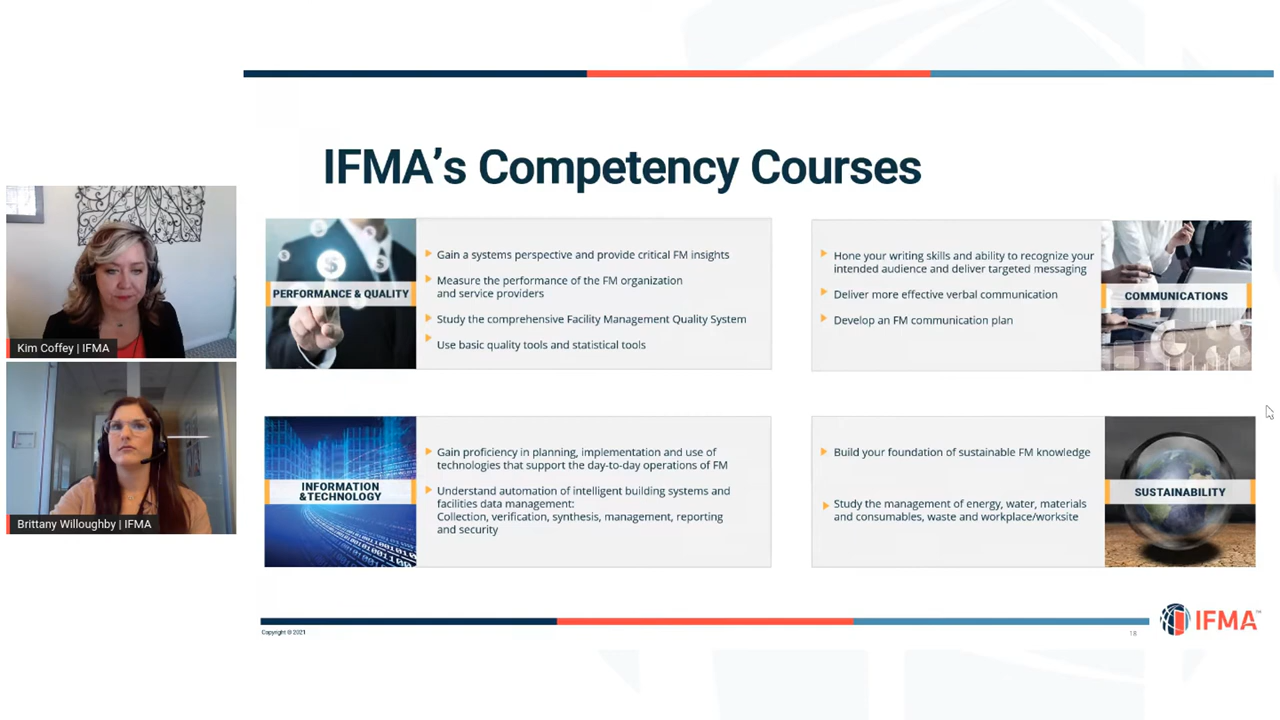 IFMA's Competency Courses
PERFORMANCE & QUALITY
Gain a systems perspective and provide critical FM insights
Measure the performance of the FM organization
and service providers
Study the comprehensive Facility Management Quality System
Use basic quality tools and statistical tools
Hone your writing skills and ability to recognize your
intended audience and deliver targeted messaging
Deliver more effective verbal communication
Develop an FM communication plan
COMMUNICATIONS
Kim Coffey | IFMA
Brittany Willoughby | IFMA
INFORMATION
&TECHNOLOGY
Gain proficiency in planning, implementation and use of
technologies that support the day-to-day operations of FM
Understand automation of intelligent building systems and
facilities data management:
Collection, verification, synthesis, management, reporting
and security
Build your foundation of sustainable FM knowledge
Study the management of energy, water, materials
and consumables, waste and workplace/worksite
SUSTAINABILITY
Copyright © 2021
18
IFMA™